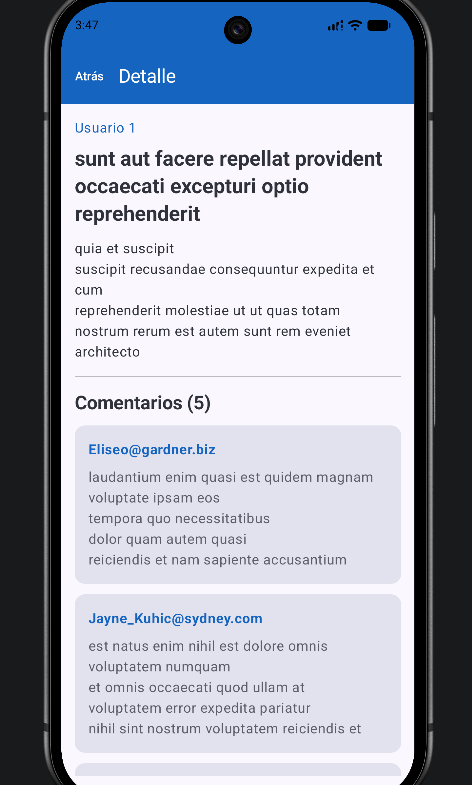 3:47
Atrás Detalle
Usuario 1
sunt aut facere repellat provident
occaecati excepturi optio
reprehenderit
quia et suscipit
suscipit recusandae consequuntur expedita et
cum
reprehenderit molestiae ut ut quas totam
nostrum rerum est autem sunt rem eveniet
architecto
Comentarios (5)
Eliseo@gardner.biz
laudantium enim quasi est quidem magnam
voluptate ipsam eos
tempora quo necessitatibus
dolor quam autem quasi
reiciendis et nam sapiente accusantium
Jayne_Kuhic@sydney.com
est natus enim nihil est dolore omnis
voluptatem numquam
et omnis occaecati quod ullam at
voluptatem error expedita pariatur
nihil sint nostrum voluptatem reiciendis et